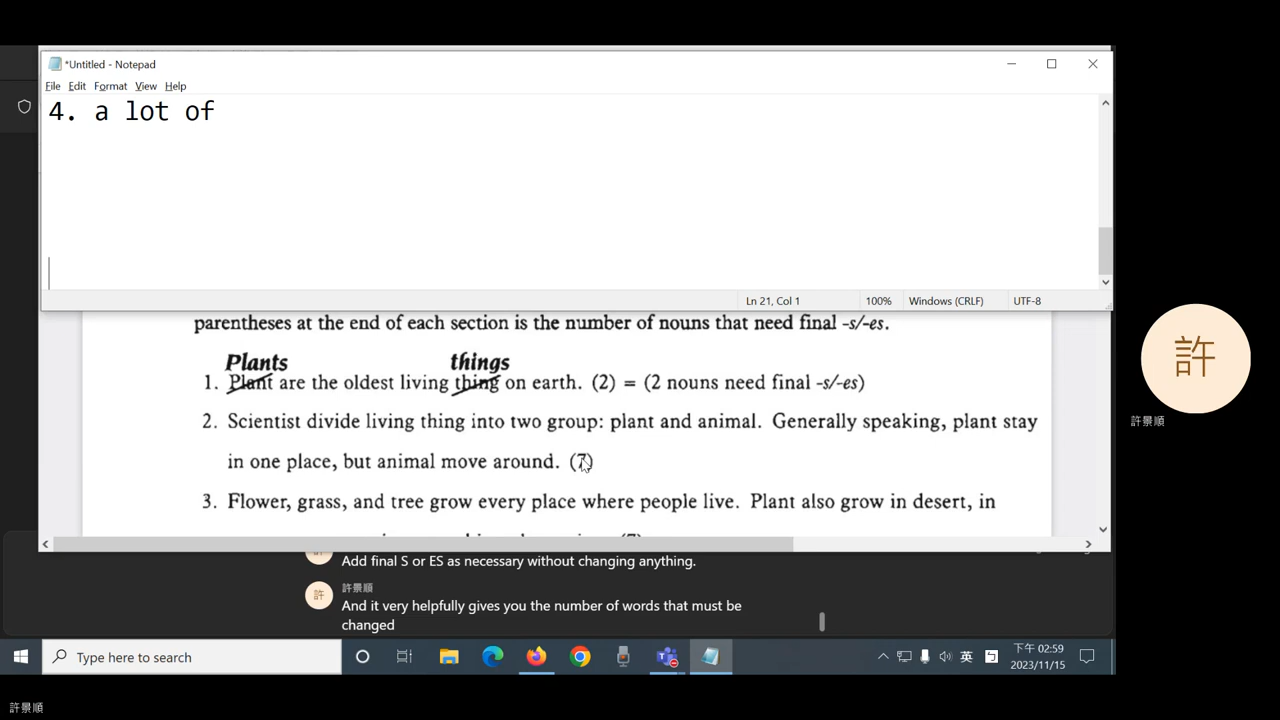 *Untitled - Notepad
File Edit Format View Help
4. a lot of
Ln 21, Col 1 100% Windows (CRLF) UTF-8
parentheses at the end of each section is the number of nouns that need final -s/-es.
Plants things
1. Plant are the oldest living thing on earth. (2) = (2 nouns need final -s/-es)
2. Scientist divide living thing into two group: plant and animal. Generally speaking, plant stay
in one place, but animal move around. (7)
3. Flower, grass, and tree grow every place where people live. Plant also grow in desert, in
Add final S or ES as necessary without changing anything.
許景順
許 And it very helpfully gives you the number of words that must be
changed
許
許景順
Type here to search
英
下午 02:59
2023/11/15
許景順